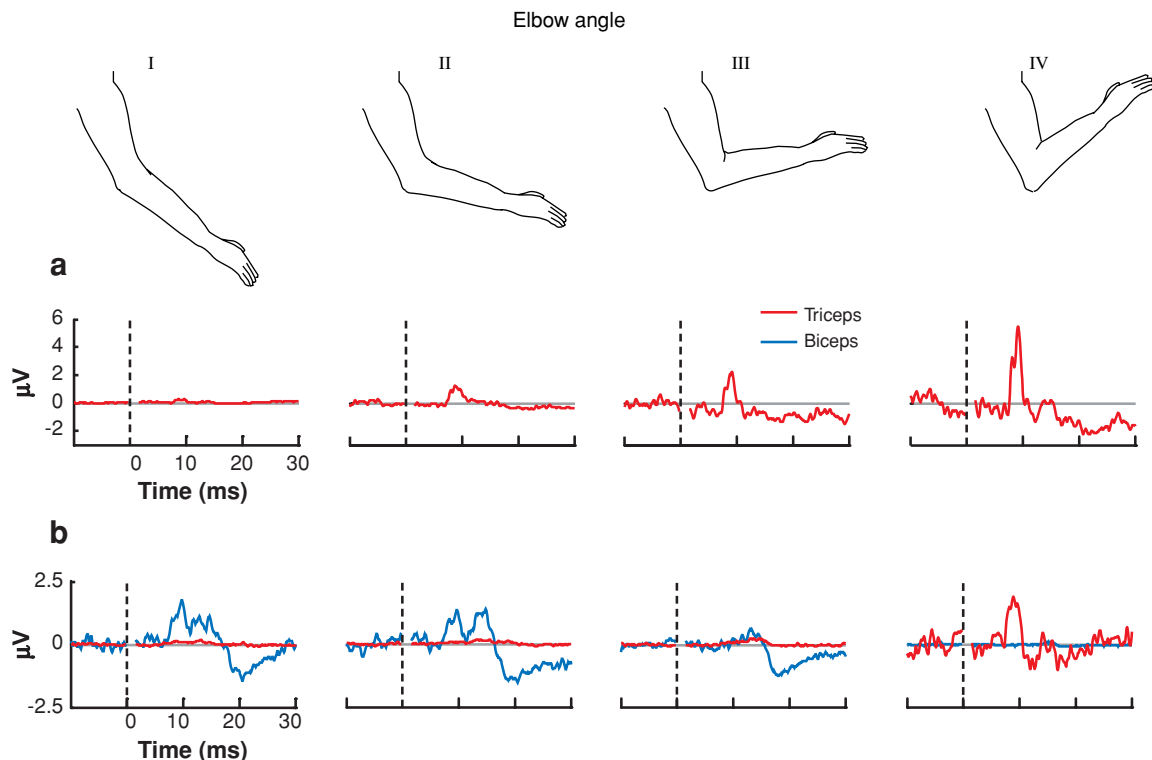 Elbow angle
I II III IV
a
Triceps
Biceps
6
4
2
0
-2
µV
0 10 20 30
Time (ms)
b
2.5
0
-2.5
µV
0 10 20 30
Time (ms)